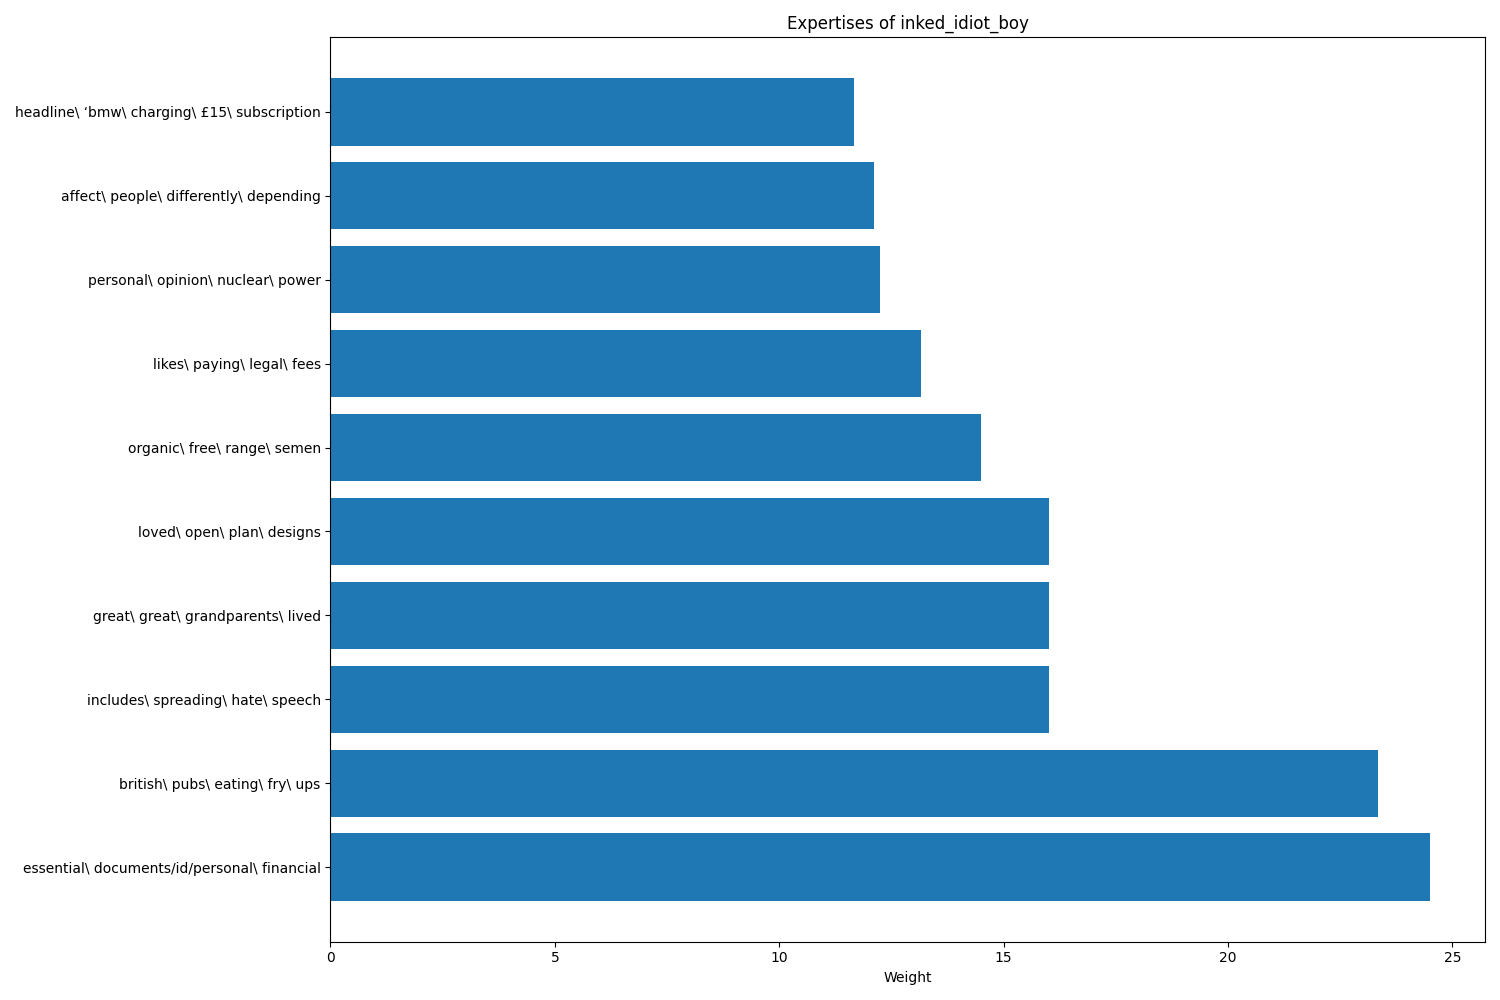 Expertises of inked_idiot_boy
headline\ ‘bmw\ charging\ £15\ subscription
affect\ people\ differently\ depending
personal\ opinion\ nuclear\ power
likes\ paying\ legal\ fees
organic\ free\ range\ semen
loved\ open\ plan\ designs
great\ great\ grandparents\ lived
includes\ spreading\ hate\ speech
british\ pubs\ eating\ fry\ ups
essential\ documents/id/personal\ financial
0 5 10 15 20 25
Weight